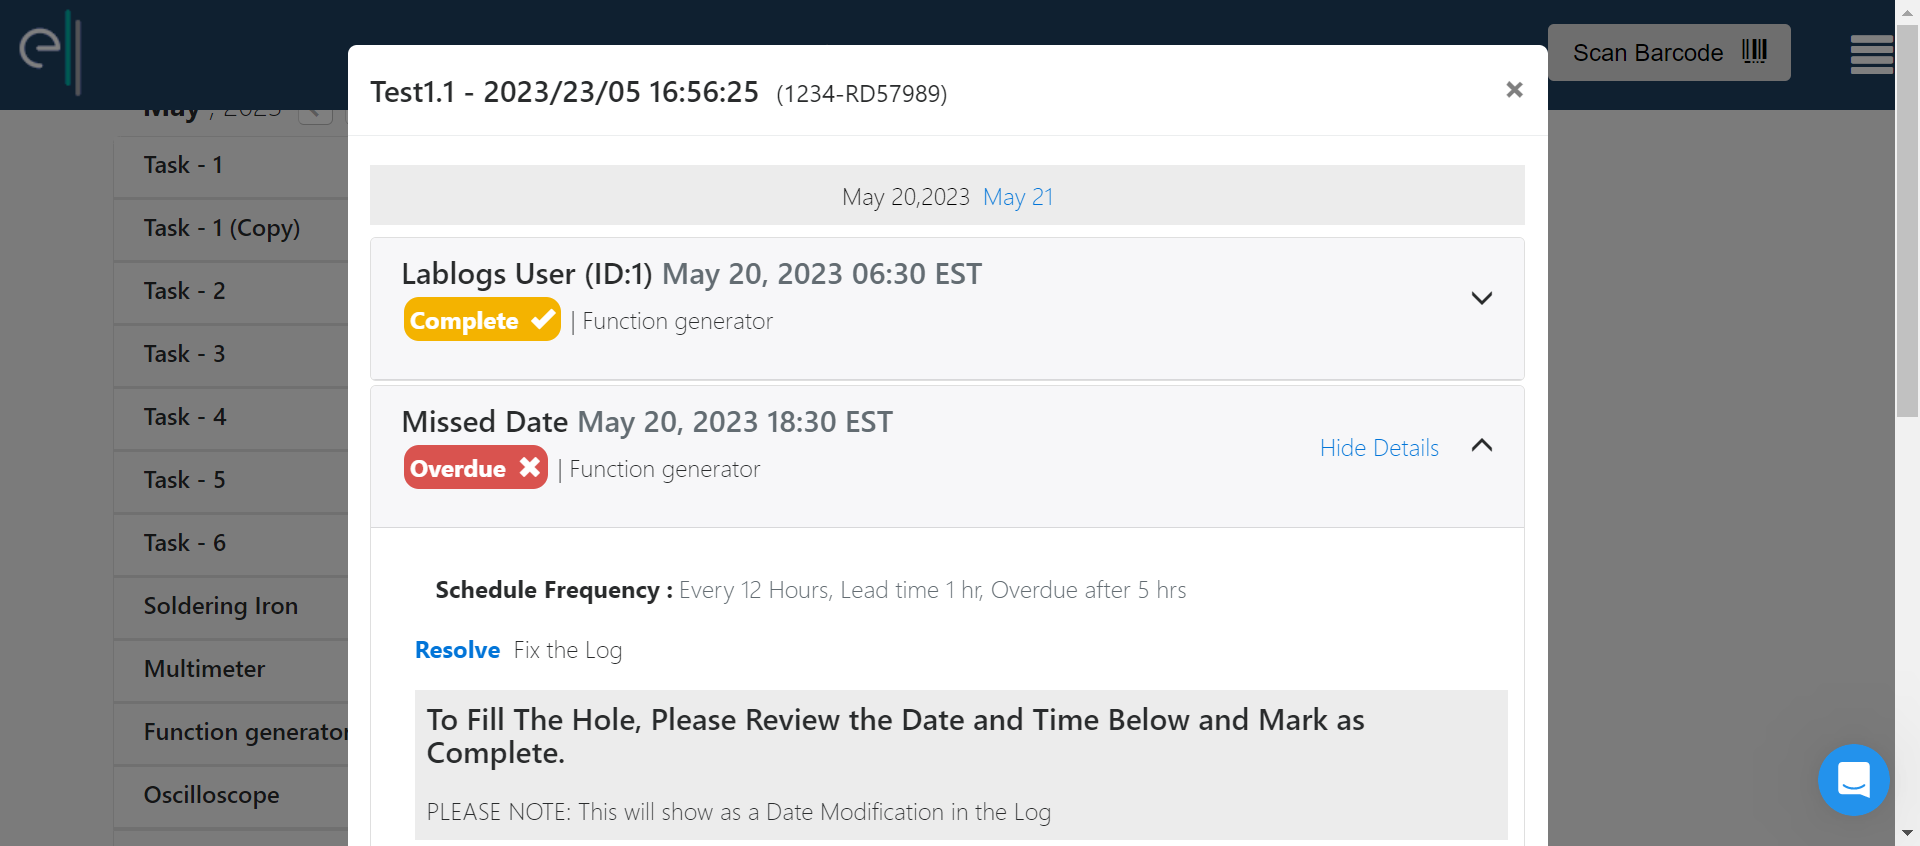 ell
Scan Barcode
May , 2023
Test1.1 - 2023/23/05 16:56:25 (1234-RD57989)
×
May 20,2023 May 21
Task - 1
Task - 1 (Copy)
Task - 2
Task - 3
Task - 4
Task - 5
Task - 6
Soldering Iron
Multimeter
Function generator
Oscilloscope
Lablogs User (ID:1) May 20, 2023 06:30 EST
Complete | Function generator
Missed Date May 20, 2023 18:30 EST
Hide Details
Overdue | Function generator
Schedule Frequency : Every 12 Hours, Lead time 1 hr, Overdue after 5 hrs
Resolve Fix the Log
To Fill The Hole, Please Review the Date and Time Below and Mark as
Complete.
PLEASE NOTE: This will show as a Date Modification in the Log